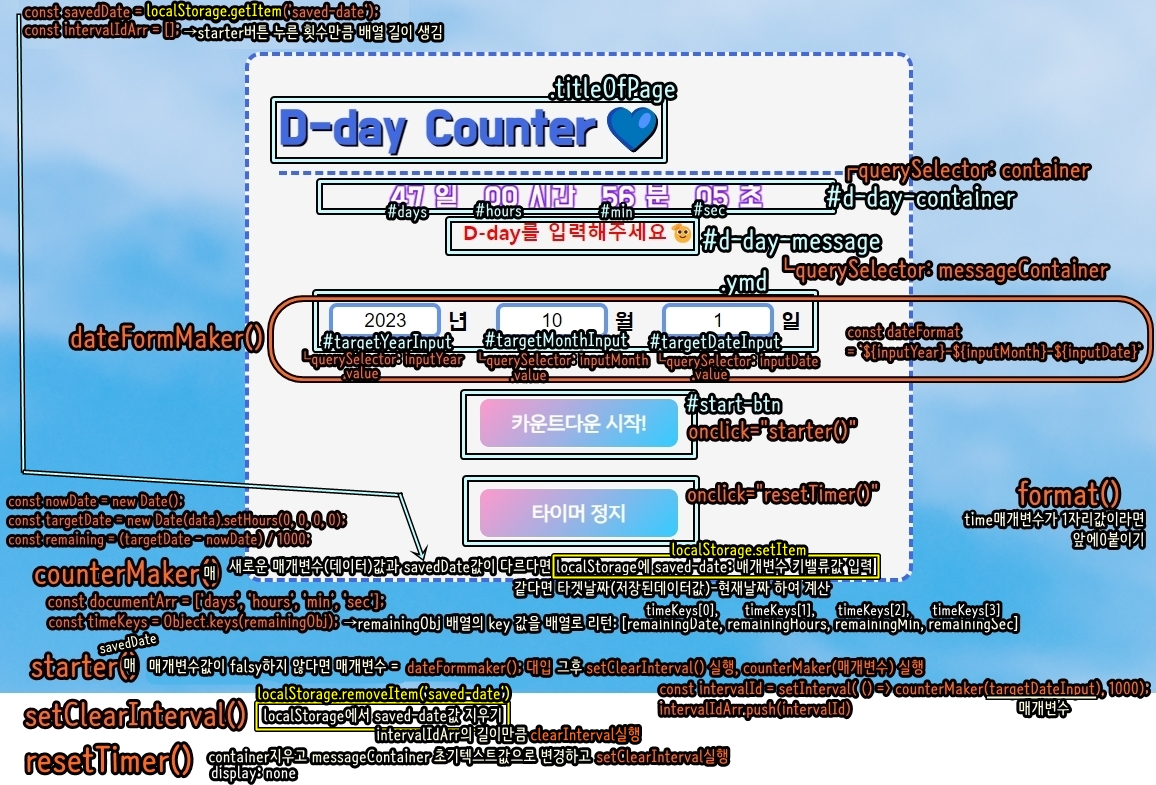 const savedDate = localStorage.getItem('saved-date');
const intervalIdArr = []; →starter버튼 누른 횟수만큼 배열 길이 생김
.titleOfPage
D-day Counter 💙
┏querySelector: container
47 일 00 시간 56 분 05 초
#d-day-container
#days #hours #min #sec
D-day를 입력해주세요
#d-day-message
┗querySelector: messageContainer
.ymd
dateFormMaker()
2023 년 10 월 1 일
#targetYearInput #targetMonthInput #targetDateInput
┗querySelector: inputYear ┗querySelector: inputMonth ┗querySelector: inputDate
.value .value .value
const dateFormat
= `${inputYear}-${inputMonth}-${inputDate}`
#start-btn
카운트다운 시작!
onclick="starter()"
타이머 정지
onclick="resetTimer()"
format()
time매개변수가 1자리값이라면
앞에0붙이기
const nowDate = new Date();
const targetDate = new Date(data).setHours(0, 0, 0, 0);
const remaining = (targetDate - nowDate) / 1000;
localStorage.setItem
counterMaker(매) 새로운 매개변수(데이터)값과 savedDate값이 다르다면 localStorage에 saved-date; 매개변수 키밸류값 입력
같다면 타겟날짜(저장된데이터값)-현재날짜 하여 계산
const documentArr = ['days', 'hours', 'min', 'sec'];
timeKeys[0], timeKeys[1], timeKeys[2], timeKeys[3]
const timeKeys = Object.keys(remainingObj); →remainingObj 배열의 key 값을 배열로 리턴: [remainingDate, remainingHours, remainingMin, remainingSec]
savedDate
starter(매) 매개변수값이 falsy하지 않다면 매개변수 = dateFormmaker(); 대입 그후 setClearInterval() 실행, counterMaker(매개변수) 실행
const intervalId = setInterval( () => counterMaker(targetDateInput), 1000);
매개변수
intervalIdArr.push(intervalId)
localStorage.removeItem('saved-date')
setClearInterval() localStorage에서 saved-date값 지우기
intervalIdArr의 길이만큼 clearInterval실행
resetTimer() container지우고 messageContainer 초기텍스트값으로 변경하고 setClearInterval실행
display: none